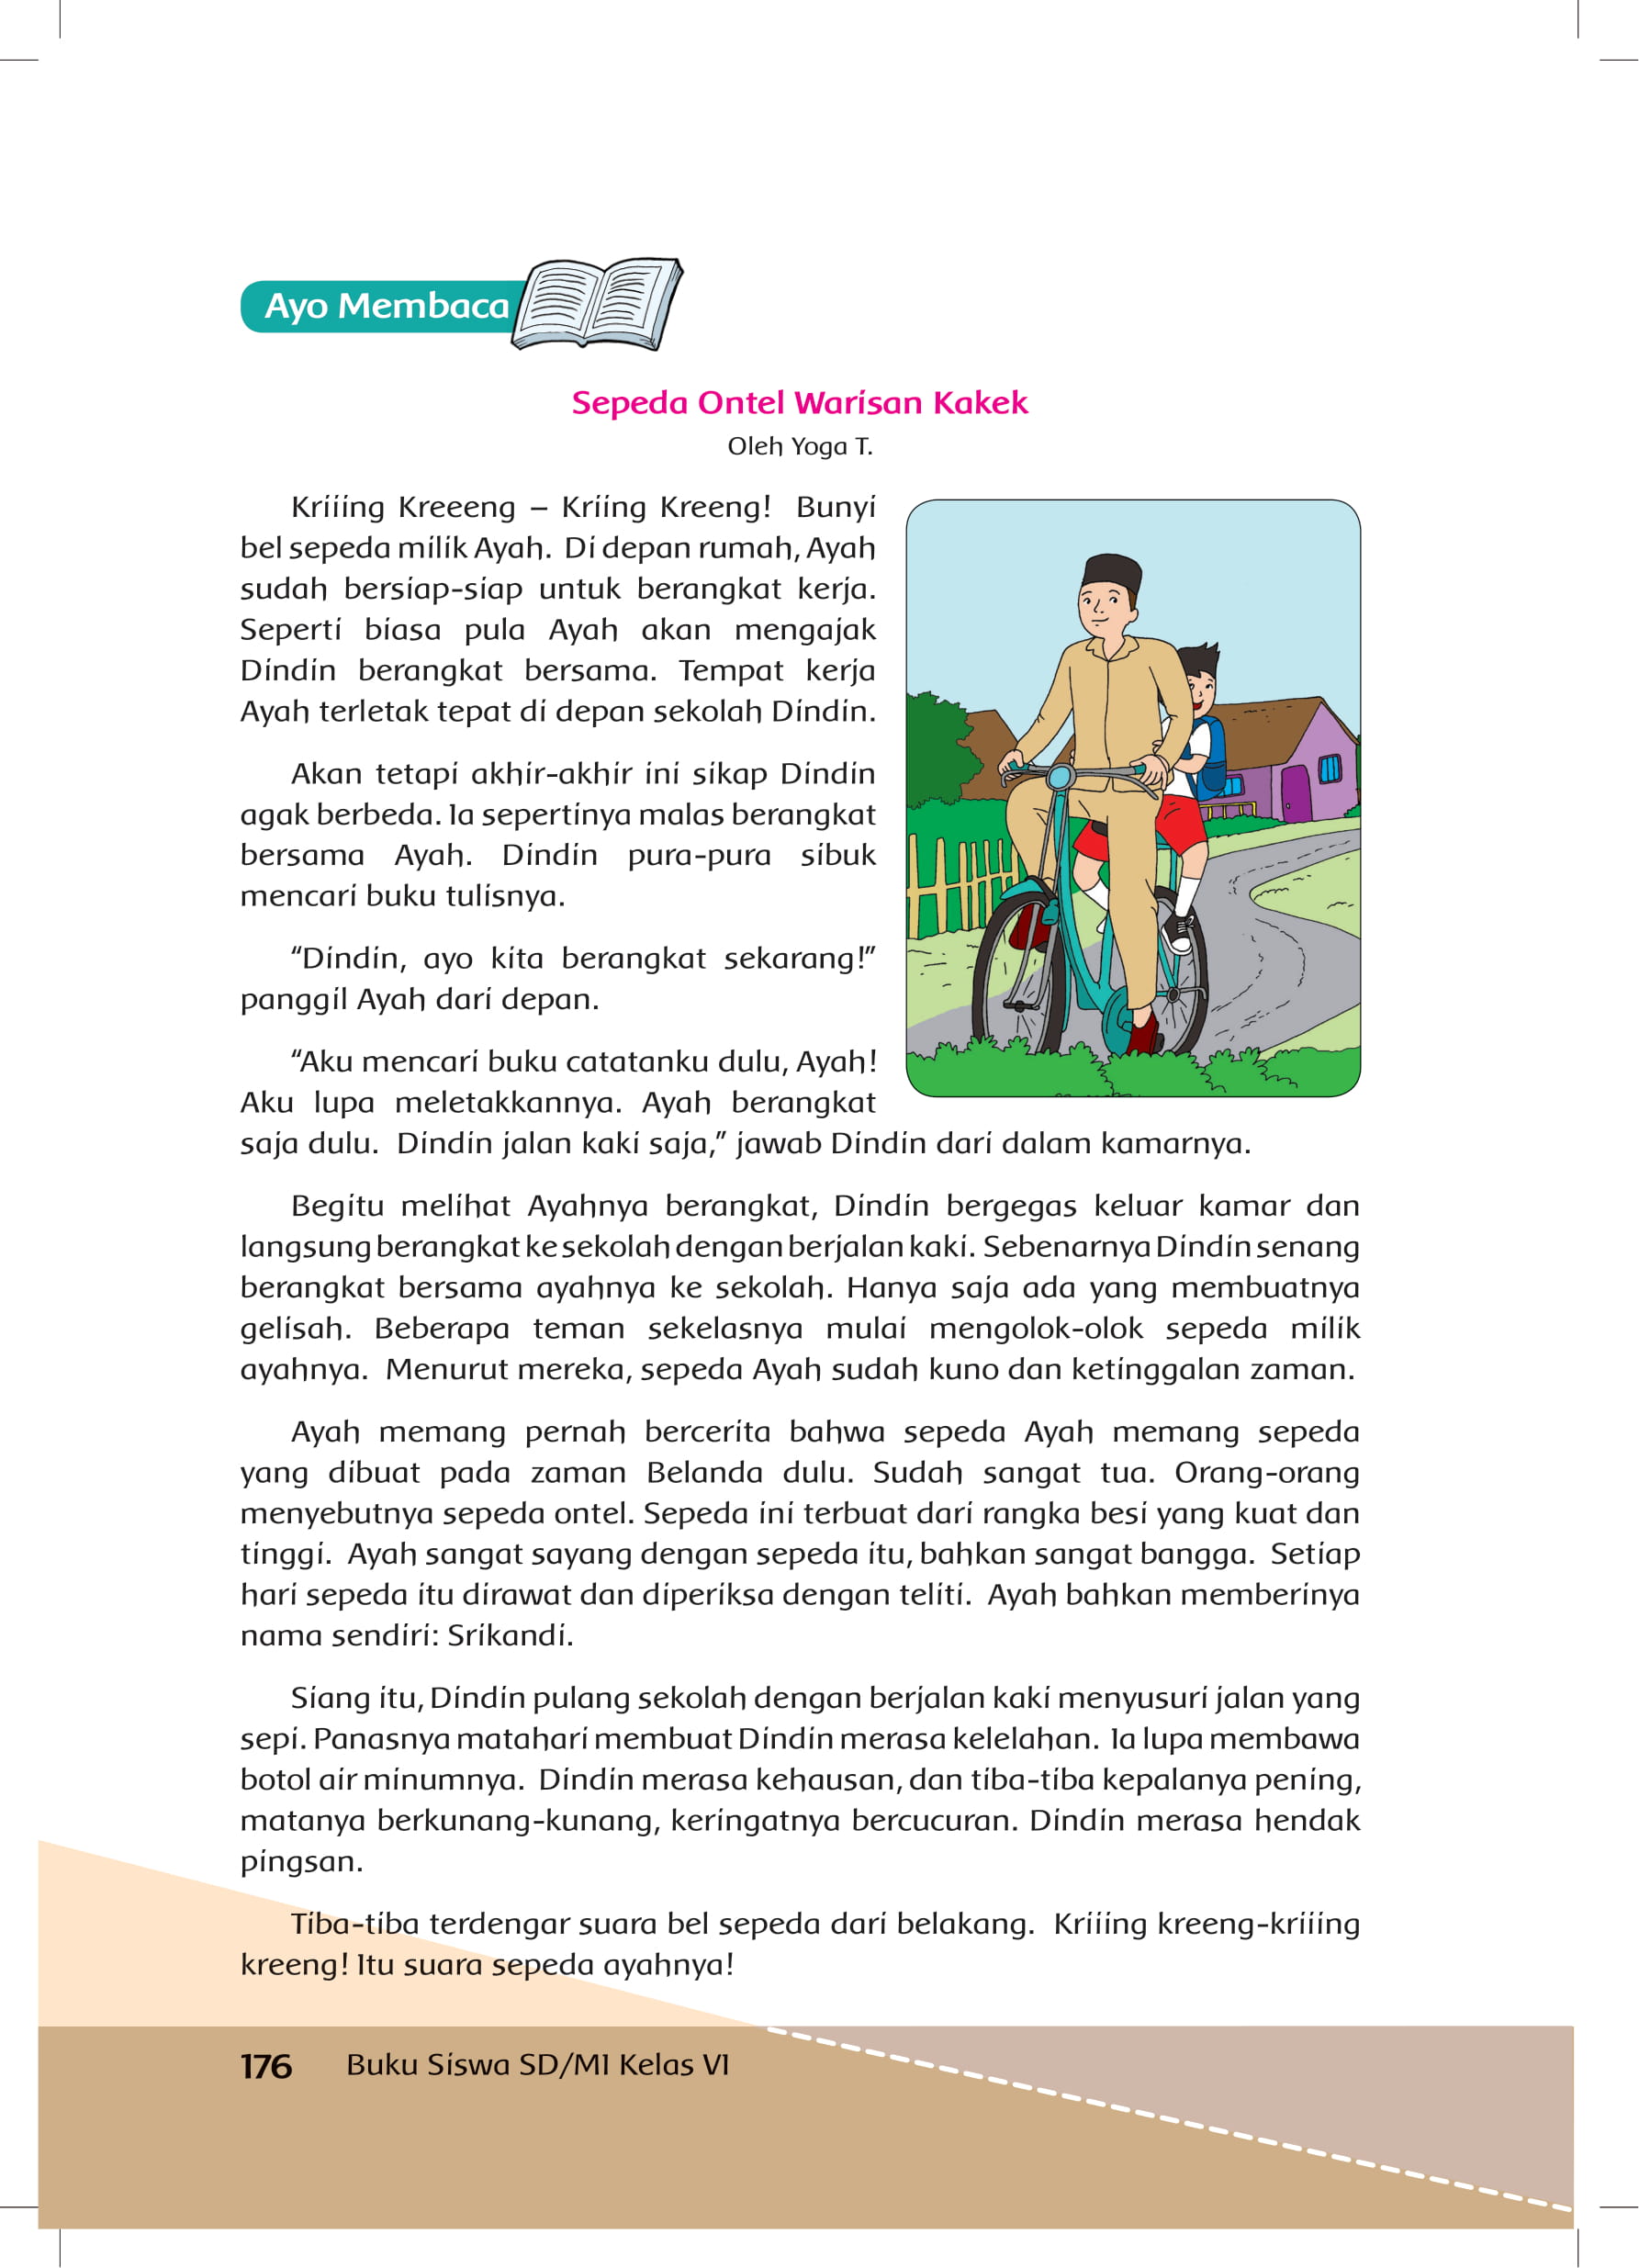 Ayo Membaca
Sepeda Ontel Warisan Kakek
Oleh Yoga T.
Kriiing Kreeeng – Kriing Kreeng! Bunyi
bel sepeda milik Ayah. Di depan rumah, Ayah
sudah bersiap-siap untuk berangkat kerja.
Seperti biasa pula Ayah akan mengajak
Dindin berangkat bersama. Tempat kerja
Ayah terletak tepat di depan sekolah Dindin.
Akan tetapi akhir-akhir ini sikap Dindin
agak berbeda. Ia sepertinya malas berangkat
bersama Ayah. Dindin pura-pura sibuk
mencari buku tulisnya.
“Dindin, ayo kita berangkat sekarang!”
panggil Ayah dari depan.
“Aku mencari buku catatanku dulu, Ayah!
Aku lupa meletakkannya. Ayah berangkat
saja dulu. Dindin jalan kaki saja,” jawab Dindin dari dalam kamarnya.
Begitu melihat Ayahnya berangkat, Dindin bergegas keluar kamar dan
langsung berangkat ke sekolah dengan berjalan kaki. Sebenarnya Dindin senang
berangkat bersama ayahnya ke sekolah. Hanya saja ada yang membuatnya
gelisah. Beberapa teman sekelasnya mulai mengolok-olok sepeda milik
ayahnya. Menurut mereka, sepeda Ayah sudah kuno dan ketinggalan zaman.
Ayah memang pernah bercerita bahwa sepeda Ayah memang sepeda
yang dibuat pada zaman Belanda dulu. Sudah sangat tua. Orang-orang
menyebutnya sepeda ontel. Sepeda ini terbuat dari rangka besi yang kuat dan
tinggi. Ayah sangat sayang dengan sepeda itu, bahkan sangat bangga. Setiap
hari sepeda itu dirawat dan diperiksa dengan teliti. Ayah bahkan memberinya
nama sendiri: Srikandi.
Siang itu, Dindin pulang sekolah dengan berjalan kaki menyusuri jalan yang
sepi. Panasnya matahari membuat Dindin merasa kelelahan. Ia lupa membawa
botol air minumnya. Dindin merasa kehausan, dan tiba-tiba kepalanya pening,
matanya berkunang-kunang, keringatnya bercucuran. Dindin merasa hendak
pingsan.
Tiba-tiba terdengar suara bel sepeda dari belakang. Kriiing kreeng-kriiing
kreeng! Itu suara sepeda ayahnya!
176 Buku Siswa SD/MI Kelas VI